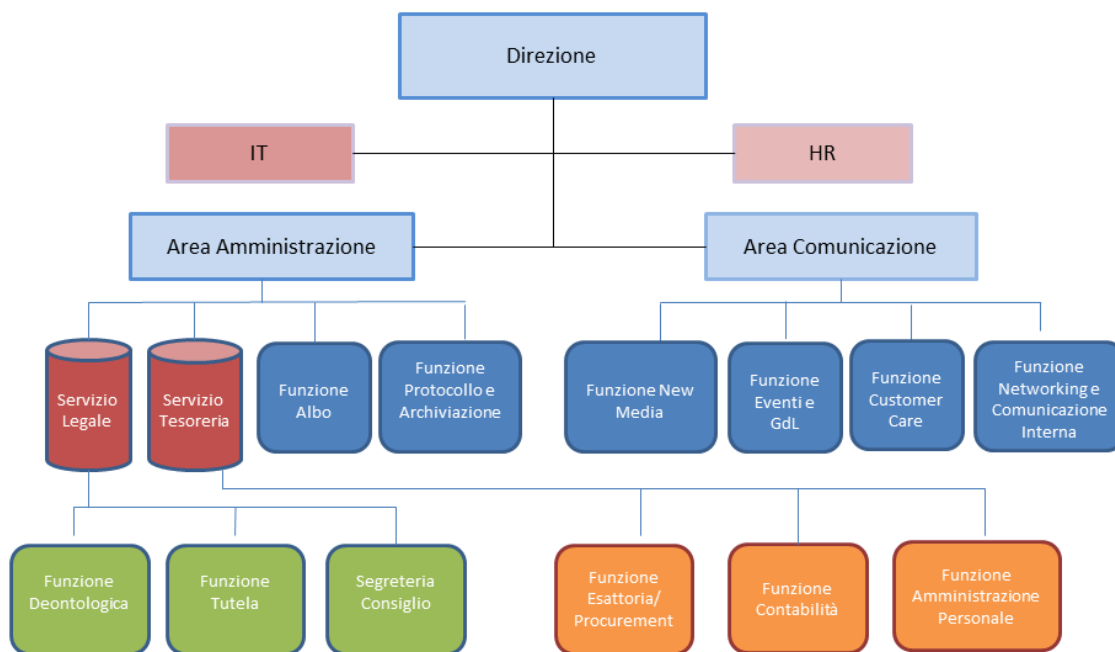 Direzione
IT
HR
Area Amministrazione
Area Comunicazione
Servizio
Legale
Servizio
Tesoreria
Funzione
Albo
Funzione
Protocollo e
Archiviazione
Funzione New
Media
Funzione
Eventi e
GdL
Funzione
Customer
Care
Funzione
Networking e
Comunicazione
Interna
Funzione
Deontologica
Funzione
Tutela
Segreteria
Consiglio
Funzione
Esattoria/
Procurement
Funzione
Contabilità
Funzione
Amministrazione
Personale